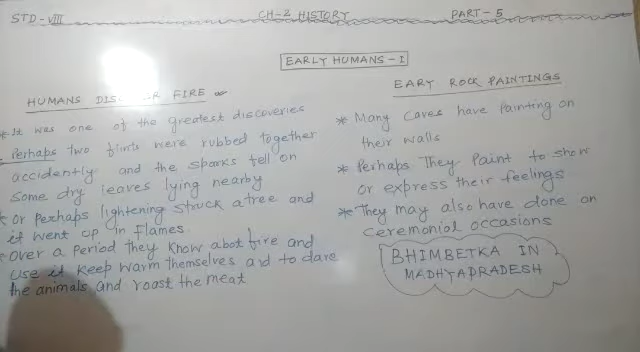 STD-VIII CH-2 HISTORY PART-5
EARLY HUMANS-I
HUMANS FIRE
* It was one of the greatest discoveries
* Perhaps two flints were rubbed together
accidently and the sparks fell on
some dry leaves lying nearby
* or perhaps lightening struck a tree and
it went up in flames
* over a period they know abot fire and
use it keep warm themselves ad to dare
the animals and roast the meat
EARY ROCK PAINTINGS
* Many caves have painting on
their walls
* Perhaps They paint to show
or express their feelings
* They may also have done on
ceremonial occasions
BHIMBETKA IN
MADHYAPRADESH